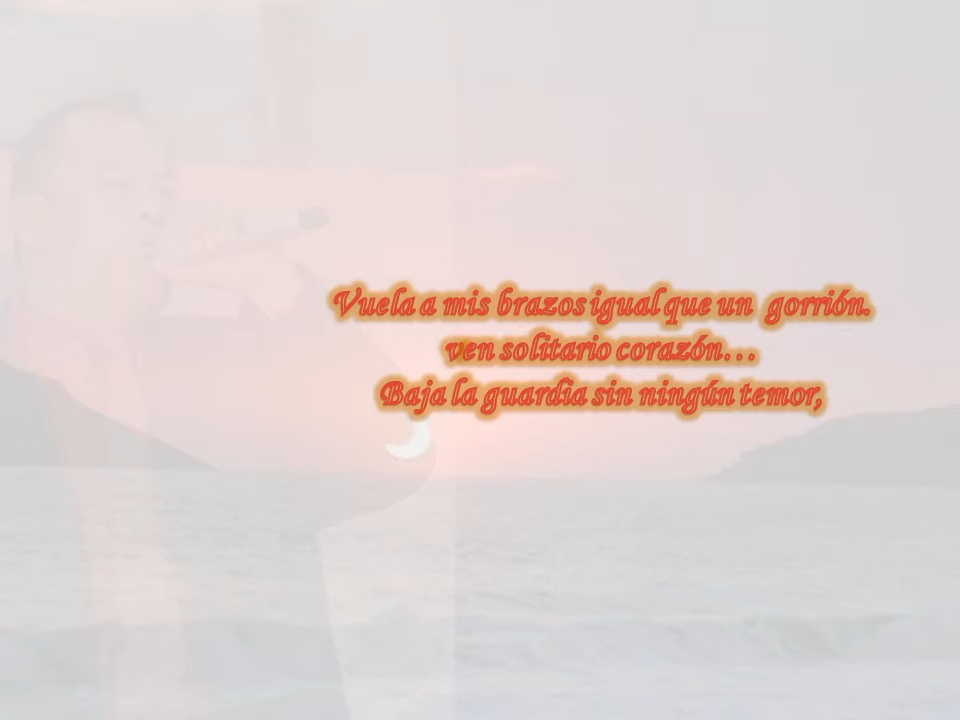 Vuela a mis brazos igual que un gorrión.
ven solitario corazón…
Baja la guardia sin ningún temor,